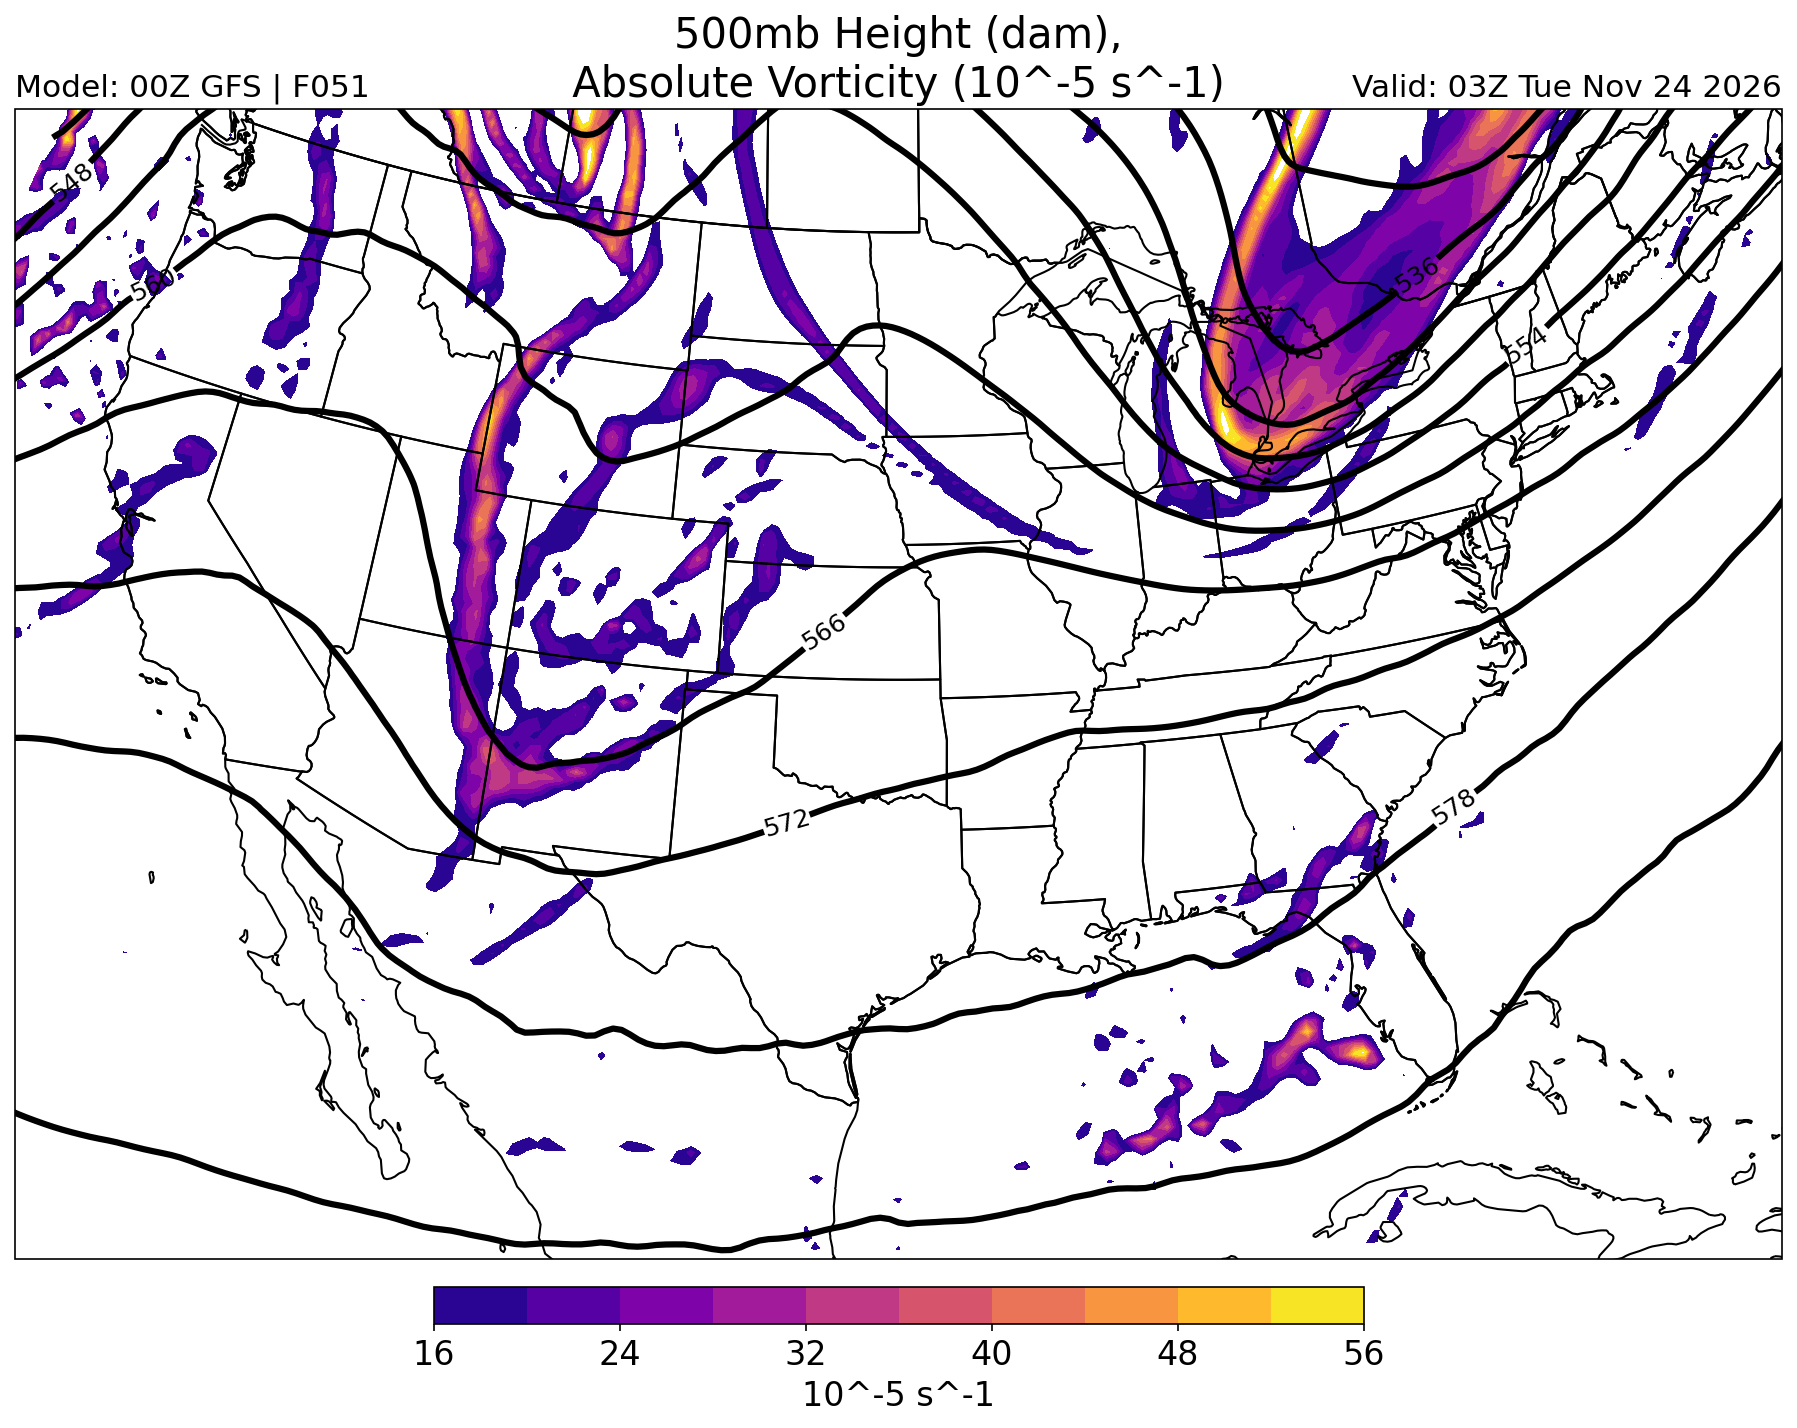 500mb Height (dam),
Absolute Vorticity (10^-5 s^-1)
Model: 00Z GFS | F051
Valid: 03Z Tue Nov 24 2026
548
560
536
554
566
572
578
16 24 32 40 48 56
10^-5 s^-1